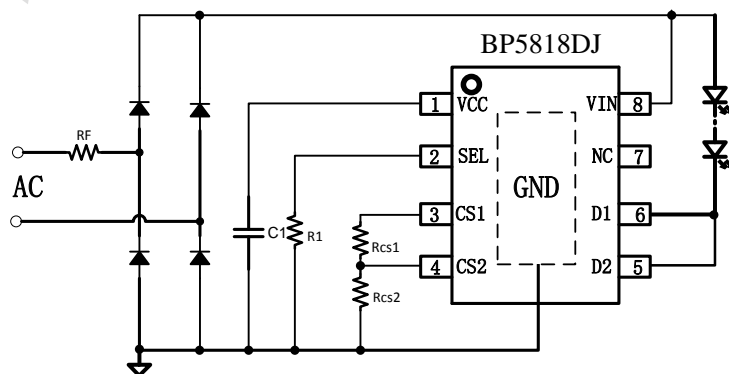 BP5818DJ
1 VCC VIN 8
RF
2 SEL NC 7
AC
GND
3 CS1 D1 6
C1 R1 Rcs1
4 CS2 D2 5
Rcs2